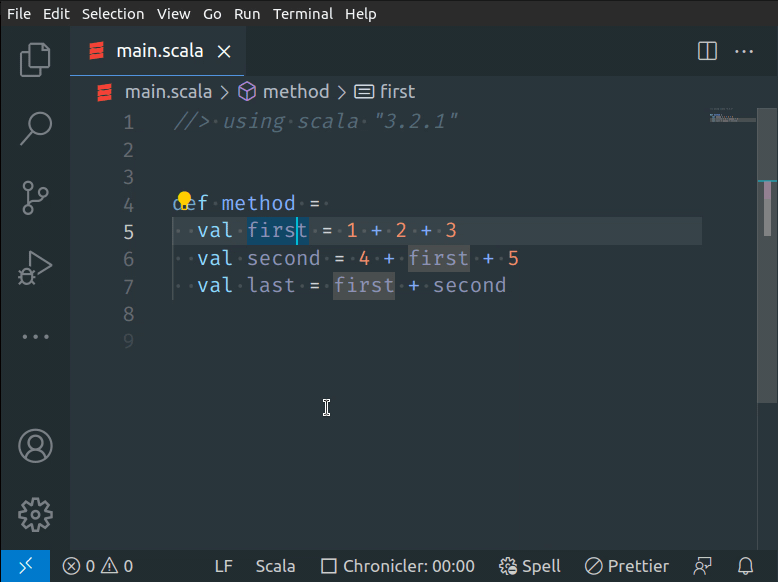 File Edit Selection View Go Run Terminal Help
main.scala
main.scala > method > first
1 //> using scala "3.2.1"
2
3
4 def method =
5 val first = 1 + 2 + 3
6 val second = 4 + first + 5
7 val last = first + second
8
9
0 0 LF Scala Chronicler: 00:00 Spell Prettier